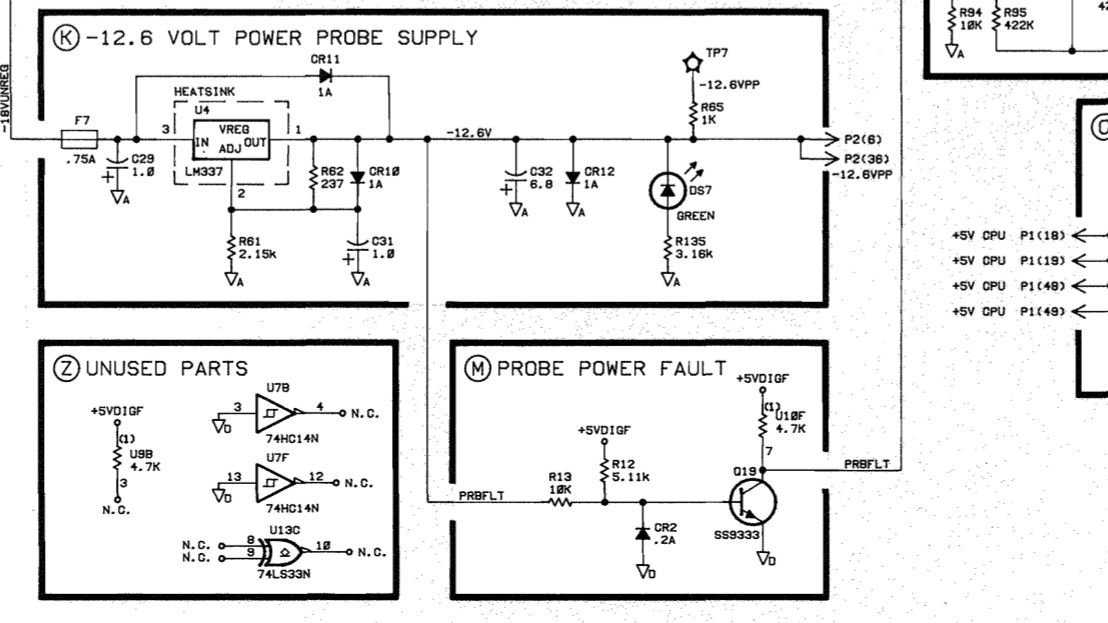 -18VUNREG
K -12.6 VOLT POWER PROBE SUPPLY
CR11
1A
HEATSINK
U4
F7
.75A
3
IN
VREG
ADJ
OUT
1
LM337
2
C29
1.0
+
A
R62
237
CR10
1A
-12.6V
R61
2.15k
A
C31
1.0
+
A
C32
6.8
+
A
CR12
1A
A
TP7
-12.6VPP
R65
1K
DS7
GREEN
R135
3.16k
A
P2(6)
P2(36)
-12.6VPP
R94
10K
R95
422K
A
+5V CPU P1(18)
+5V CPU P1(19)
+5V CPU P1(48)
+5V CPU P1(49)
Z UNUSED PARTS
+5VDIGF
(1)
U9B
4.7K
3
N.C.
U7B
3
4
N.C.
D
74HC14N
U7F
13
12
N.C.
D
74HC14N
U13C
N.C. 8
N.C. 9
10
N.C.
74LS33N
M PROBE POWER FAULT
+5VDIGF
(1)
U10F
4.7K
7
+5VDIGF
R12
5.11k
R13
10K
PRBFLT
Q19
PRBFLT
SS9333
CR2
.2A
D
D